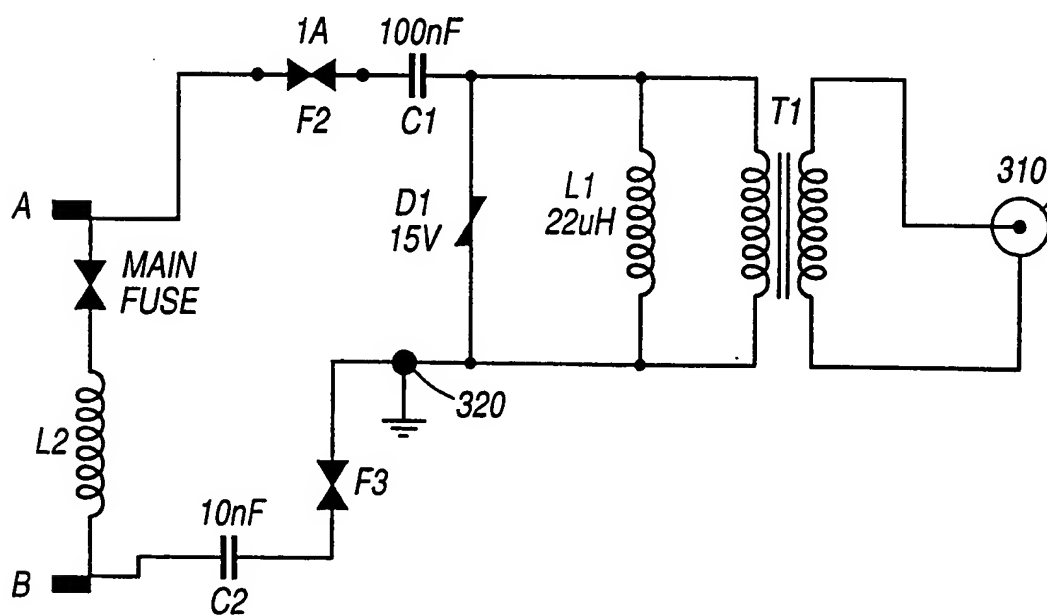 1A
F2
100nF
C1
T1
310
A
D1
15V
L1
22uH
MAIN
FUSE
320
L2
F3
10nF
C2
B